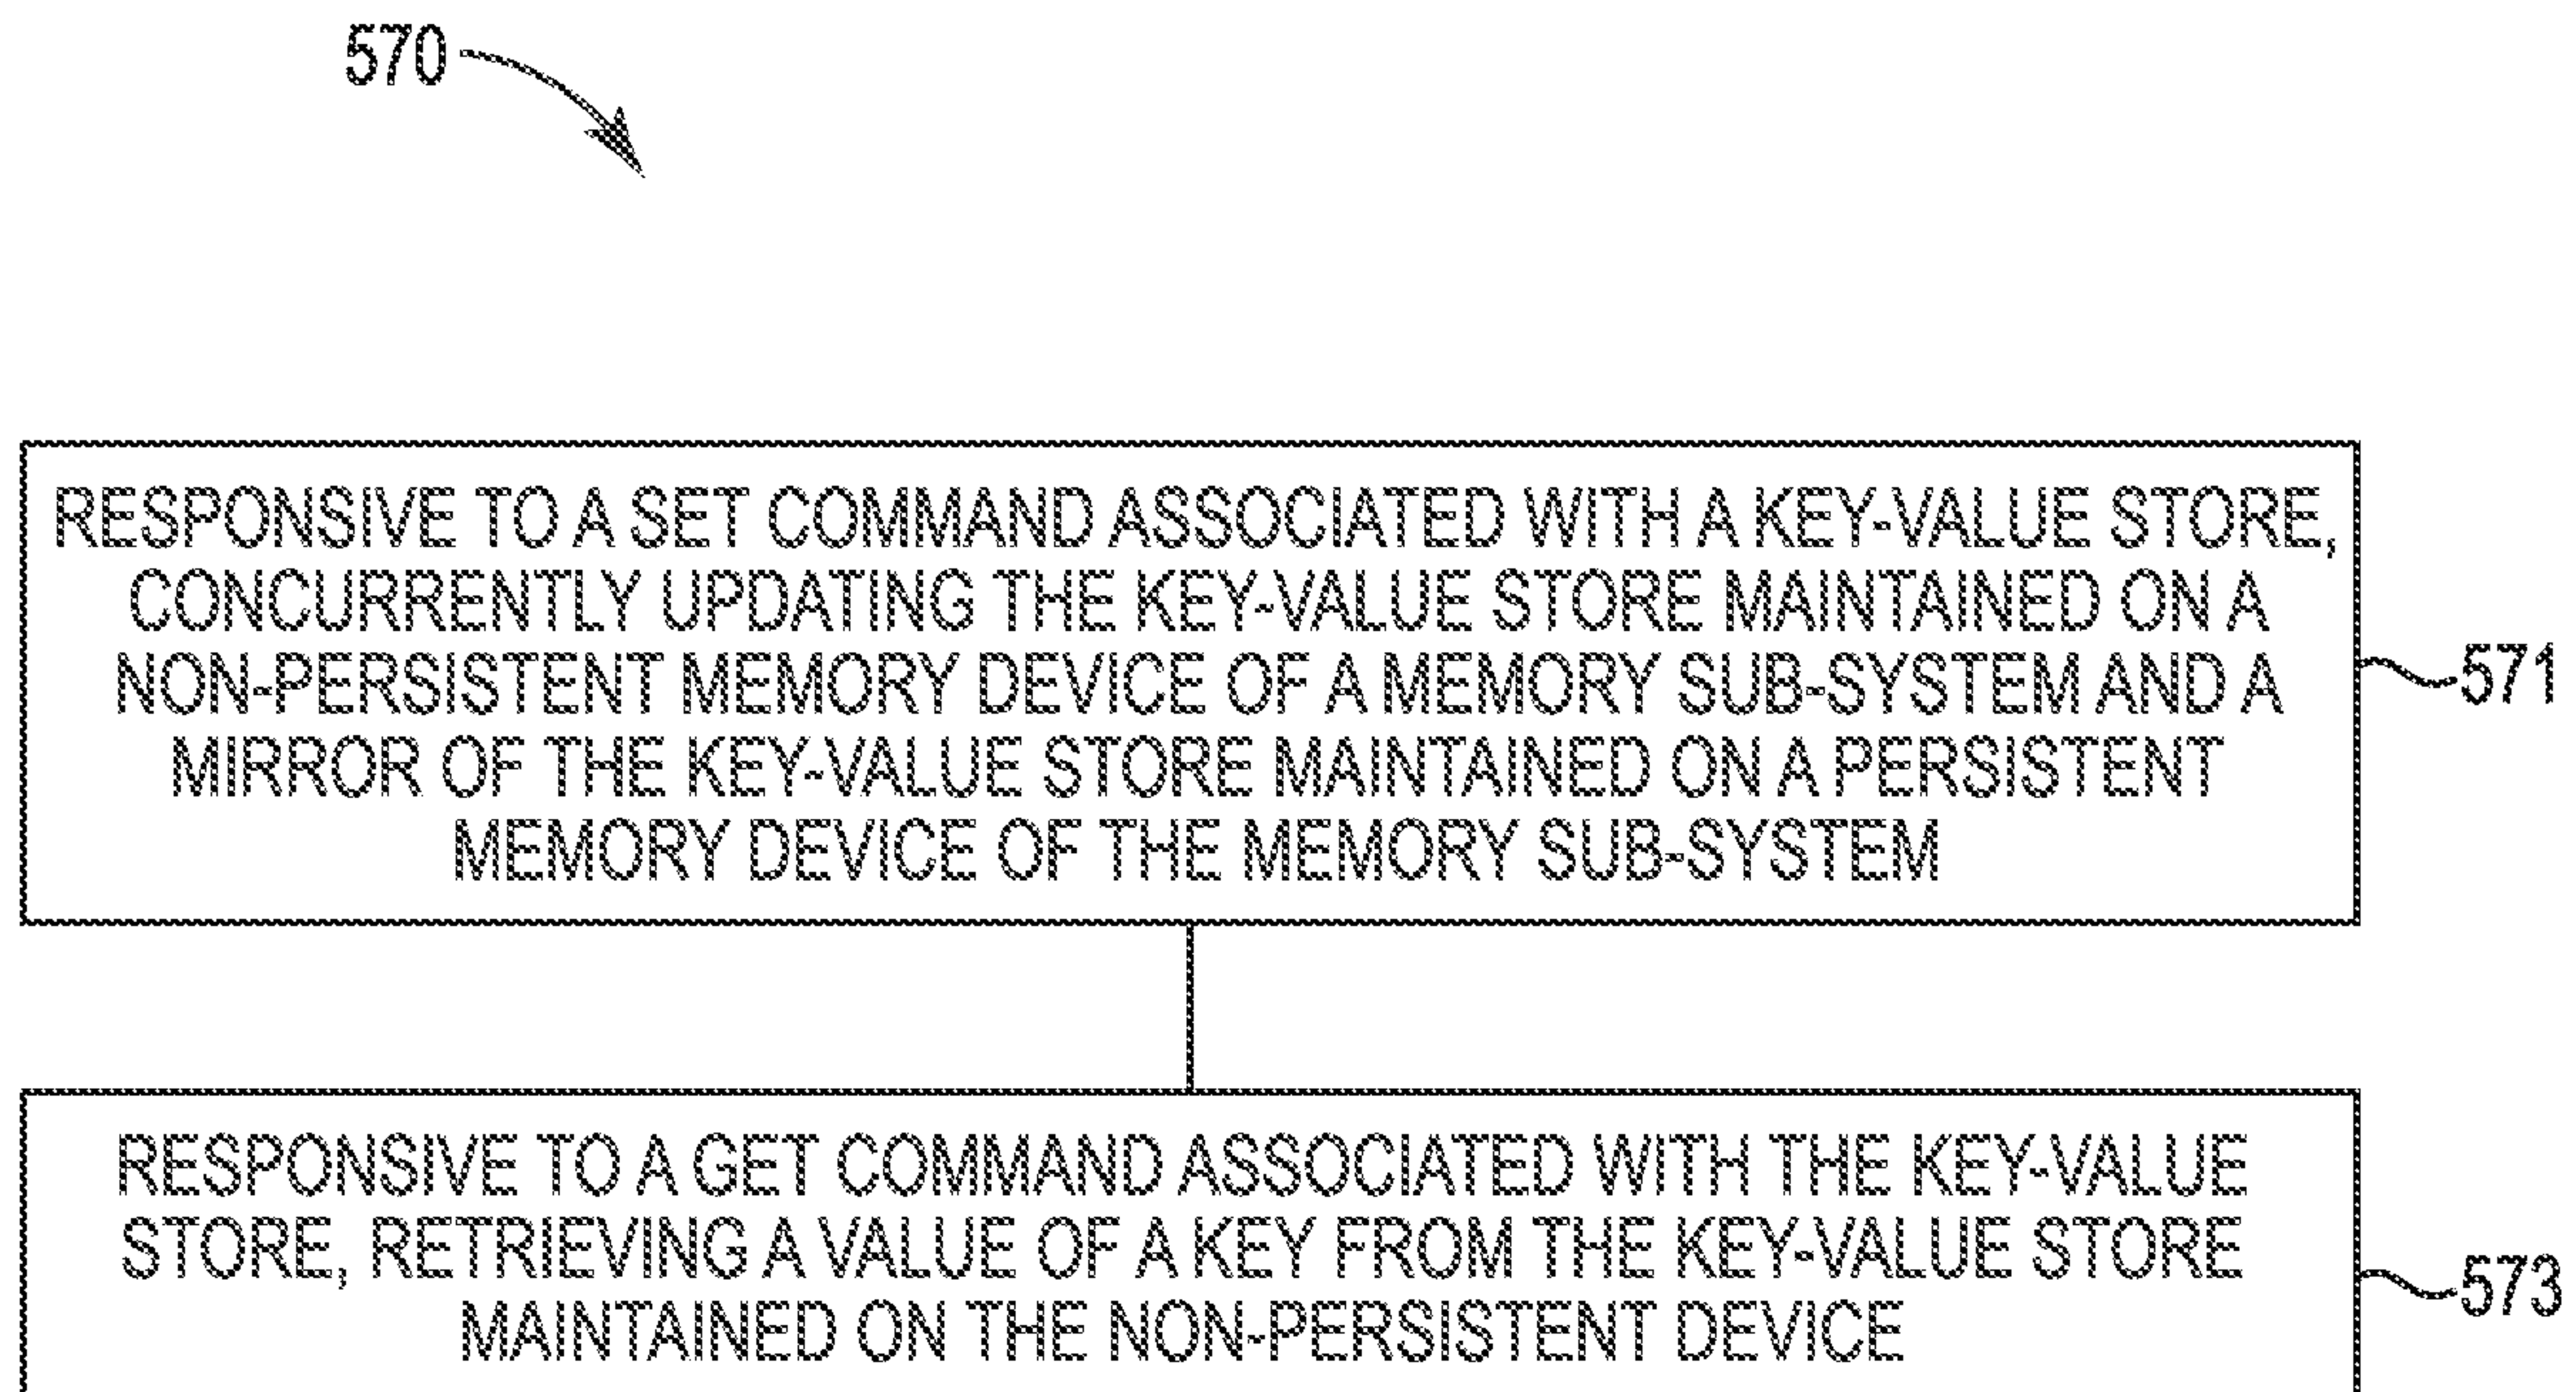 570
RESPONSIVE TO A SET COMMAND ASSOCIATED WITH A KEY-VALUE STORE,
CONCURRENTLY UPDATING THE KEY-VALUE STORE MAINTAINED ON A
NON-PERSISTENT MEMORY DEVICE OF A MEMORY SUB-SYSTEM AND A
MIRROR OF THE KEY-VALUE STORE MAINTAINED ON A PERSISTENT
MEMORY DEVICE OF THE MEMORY SUB-SYSTEM
571
RESPONSIVE TO A GET COMMAND ASSOCIATED WITH THE KEY-VALUE
STORE, RETRIEVING A VALUE OF A KEY FROM THE KEY-VALUE STORE
MAINTAINED ON THE NON-PERSISTENT DEVICE
573